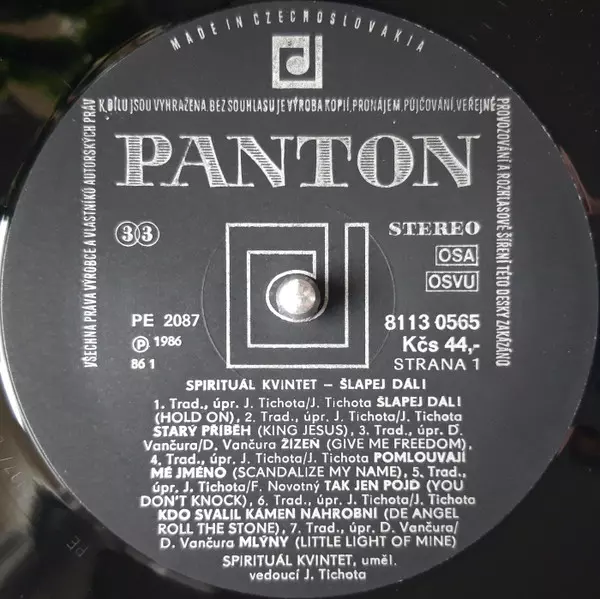 MADE IN CZECHOSLOVAKIA
VŠECHNA PRÁVA VÝROBCE A VLASTNÍKŮ AUTORSKÝCH PRÁV
K DÍLU JSOU VYHRAŽENA. BEZ SOUHLASU JE VÝROBA KOPIÍ, PRONÁJEM, PŮJČOVÁNÍ, VEŘEJNÉ
PROVOZOVÁNÍ A ROZHLASOVÉ ŠÍŘENÍ TÉTO DESKY ZAKÁZÁNO
PANTON
33
STEREO
OSA
OSVU
PE 2087
℗ 1986
86 1
8113 0565
Kčs 44,-
STRANA 1
SPIRITUÁL KVINTET – ŠLAPEJ DÁL!
1. Trad., úpr. J. Tichota/J. Tichota ŠLAPEJ DÁL!
(HOLD ON), 2. Trad., úpr. J. Tichota/J. Tichota
STARÝ PŘÍBĚH (KING JESUS), 3. Trad., úpr. D.
Vančura/D. Vančura ŽÍZEŇ (GIVE ME FREEDOM),
4. Trad., úpr. J. Tichota/J. Tichota POMLOUVAJÍ
MÉ JMÉNO (SCANDALIZE MY NAME), 5. Trad.,
úpr. J. Tichota/F. Novotný TAK JEN POJĎ (YOU
DON'T KNOCK), 6. Trad., úpr. J. Tichota/J. Tichota
KDO SVALIL KÁMEN NÁHROBNÍ (DE ANGEL
ROLL THE STONE), 7. Trad., úpr. D. Vančura/
D. Vančura MLÝNY (LITTLE LIGHT OF MINE)
SPIRITUÁL KVINTET, uměl.
vedoucí J. Tichota